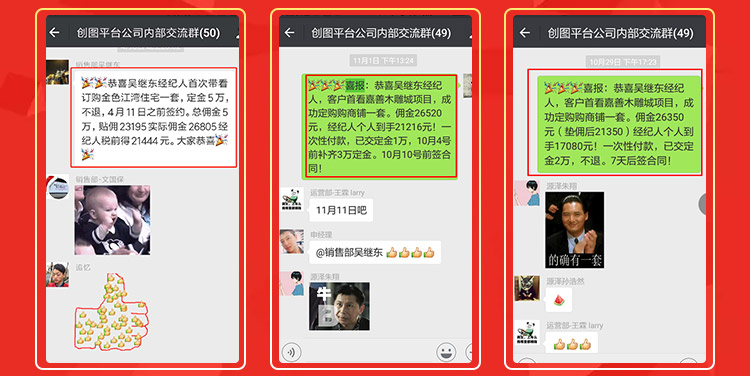 创图平台公司内部交流群(50)
销售部吴继东
恭喜吴继东经纪人首次带看
订购金色江湾住宅一套，定金5万，
不退，4月11日之前签约。总佣金5
万，贴佣23195实际佣金26805经
纪人税前得21444元。大家恭喜
销售部-文国保
追忆
创图平台公司内部交流群(49)
11月1日 下午13:24
喜报：恭喜吴继东经纪
人，客户首看嘉善木雕城项目，成
功定购购商铺一套。佣金26520
元，经纪人个人到手21216元！一
次性付款，已交定金1万，10月4号
前补齐3万定金。10月10号前签合
同！
运营部-王霖 larry
11月11日吧
申经理
@销售部吴继东
源泽朱翔
牛B
创图平台公司内部交流群(49)
10月29日 下午17:23
喜报：恭喜吴继东经纪
人，客户首看嘉善木雕城项目，成
功定购购商铺一套。佣金26350
元（垫佣后21350）经纪人个人到
手17080元！一次性付款，已交定
金2万，不退。7天后签合同！
源泽朱翔
的确有一套
源泽孙浩然
运营部-王霖 larry